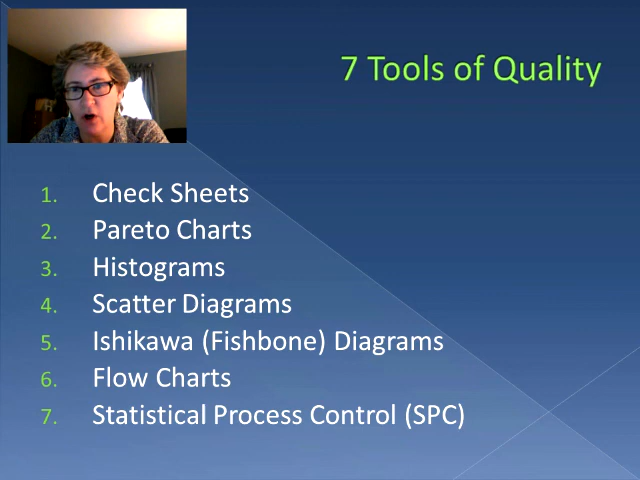 7 Tools of Quality
1. Check Sheets
2. Pareto Charts
3. Histograms
4. Scatter Diagrams
5. Ishikawa (Fishbone) Diagrams
6. Flow Charts
7. Statistical Process Control (SPC)